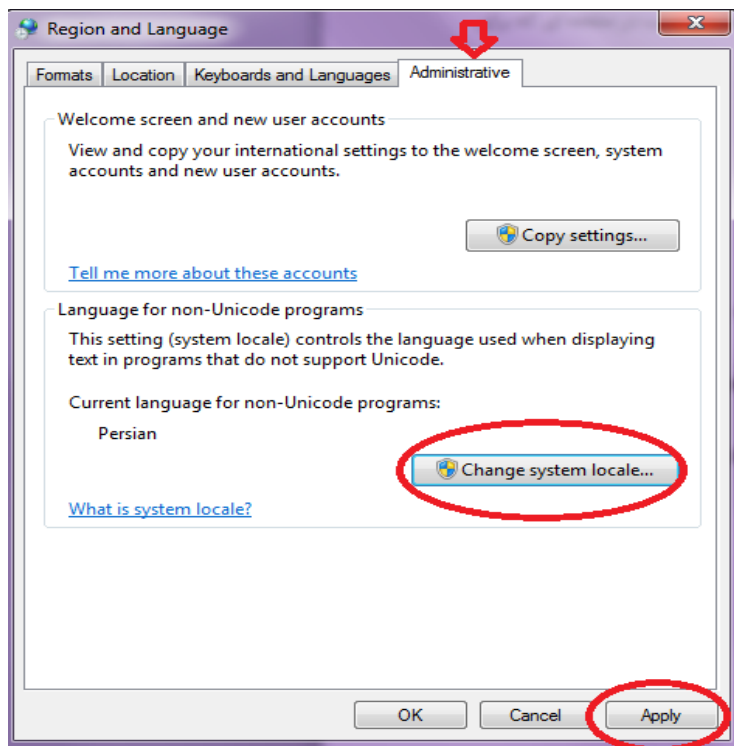 Region and Language
Formats Location Keyboards and Languages Administrative
Welcome screen and new user accounts
View and copy your international settings to the welcome screen, system
accounts and new user accounts.
Copy settings...
Tell me more about these accounts
Language for non-Unicode programs
This setting (system locale) controls the language used when displaying
text in programs that do not support Unicode.
Current language for non-Unicode programs:
Persian
Change system locale...
What is system locale?
OK Cancel Apply